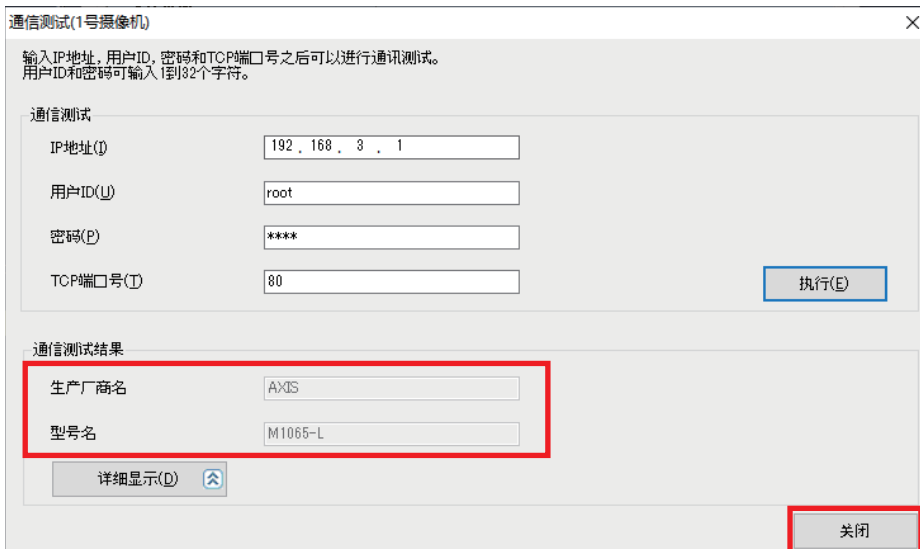 通信测试(1号摄像机)
输入IP地址, 用户ID, 密码和TCP端口号之后可以进行通讯测试。
用户ID和密码可输入1到32个字符。
通信测试
IP地址(I) 192 . 168 . 3 . 1
用户ID(U) root
密码(P) ****
TCP端口号(T) 80
执行(E)
通信测试结果
生产厂商名 AXIS
型号名 M1065-L
详细显示(D)
关闭